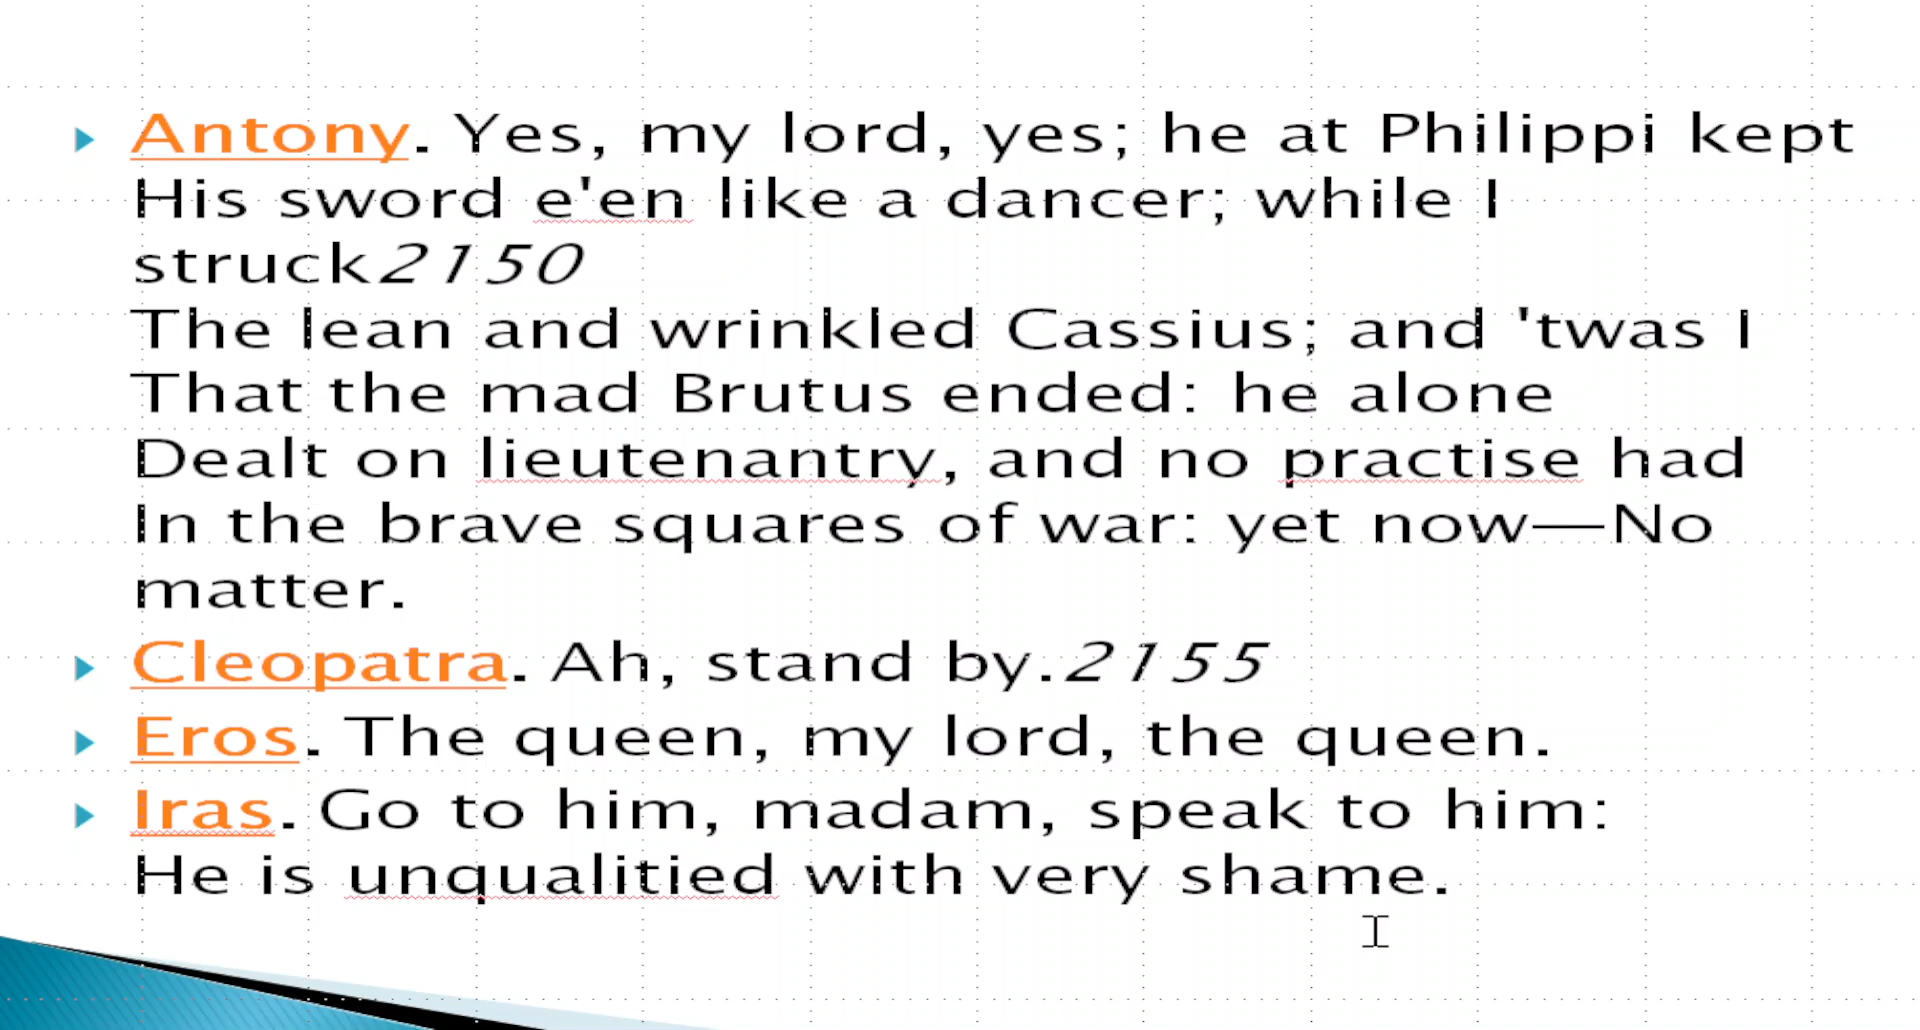 Antony. Yes, my lord, yes; he at Philippi kept
His sword e'en like a dancer; while I
struck2150
The lean and wrinkled Cassius; and 'twas I
That the mad Brutus ended: he alone
Dealt on lieutenantry, and no practise had
In the brave squares of war: yet now—No
matter.
Cleopatra. Ah, stand by.2155
Eros. The queen, my lord, the queen.
Iras. Go to him, madam, speak to him:
He is unqualitied with very shame.